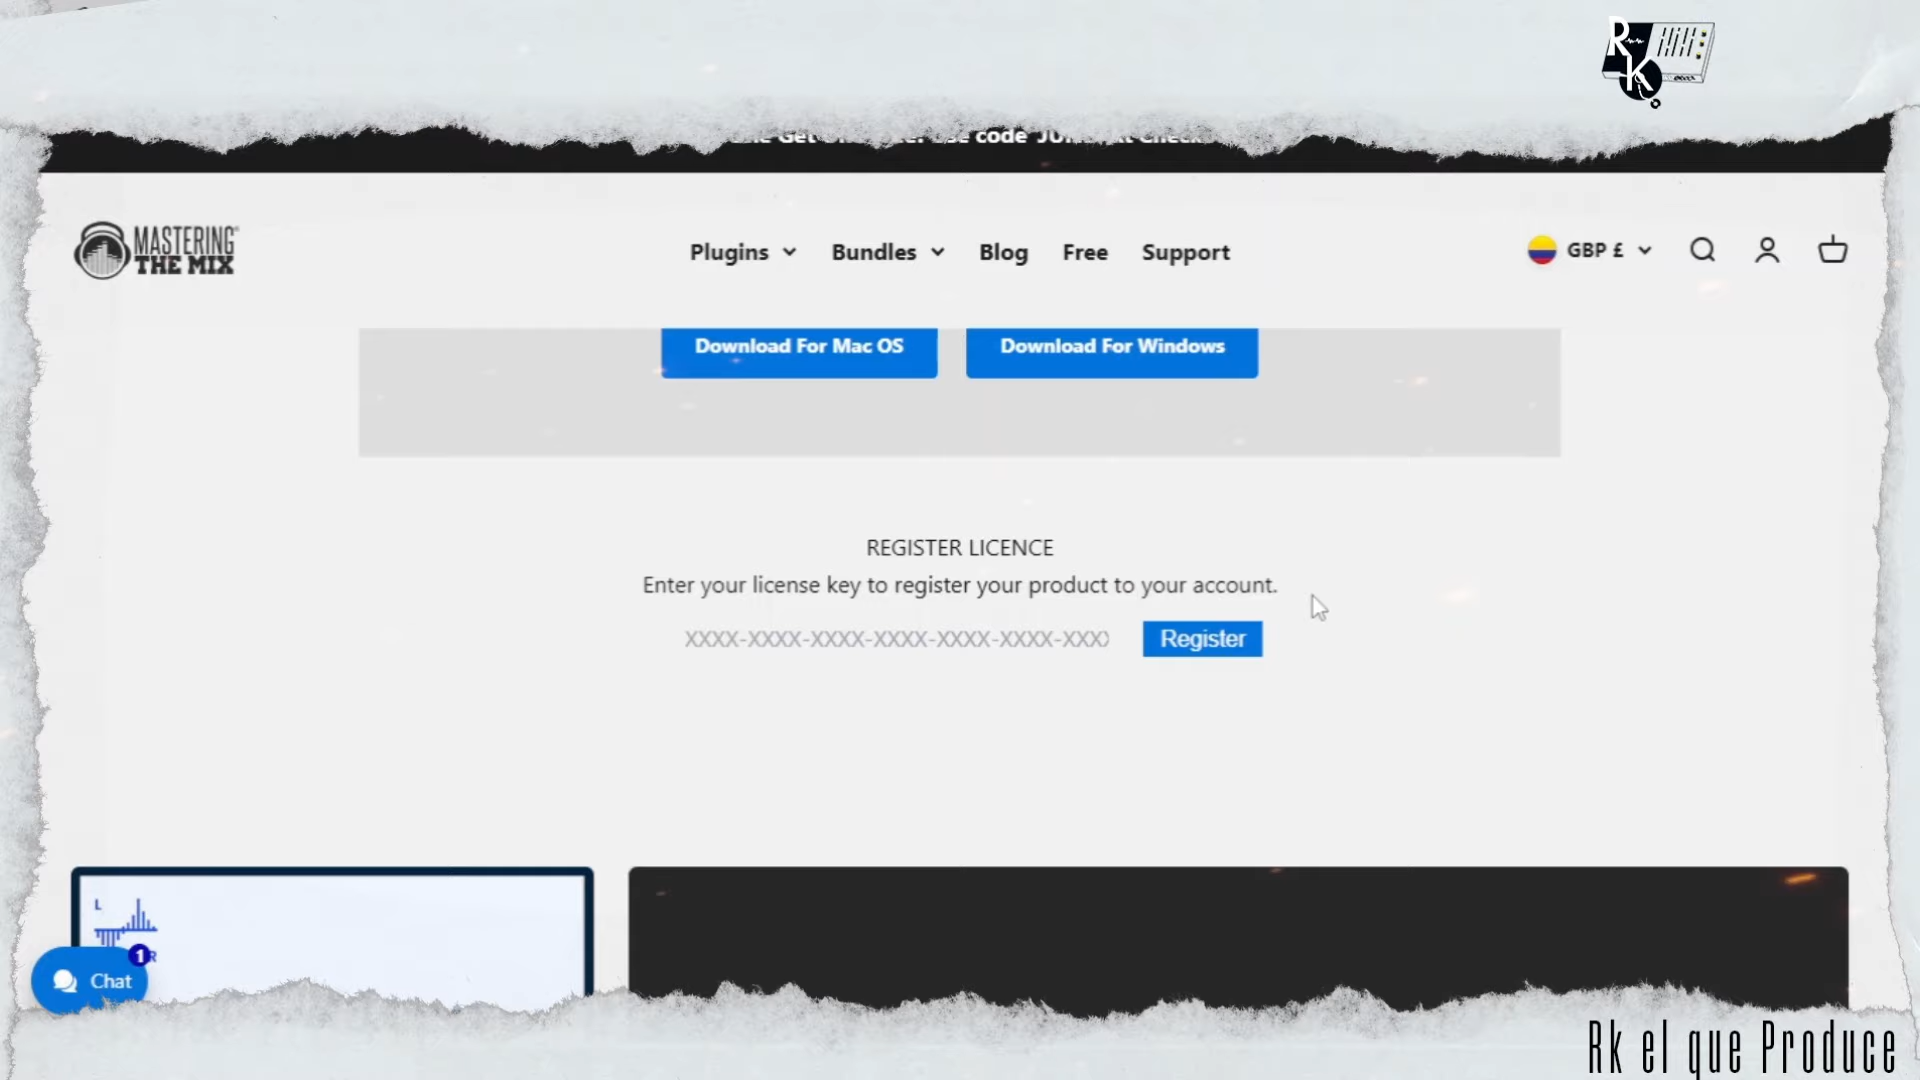 RK
code
MASTERING
THE MIX
Plugins
Bundles
Blog
Free
Support
GBP £
Download For Mac OS
Download For Windows
REGISTER LICENCE
Enter your license key to register your product to your account.
XXXX-XXXX-XXXX-XXXX-XXXX-XXXX-XXX
Register
L
R
1
Chat
Rk el que Produce